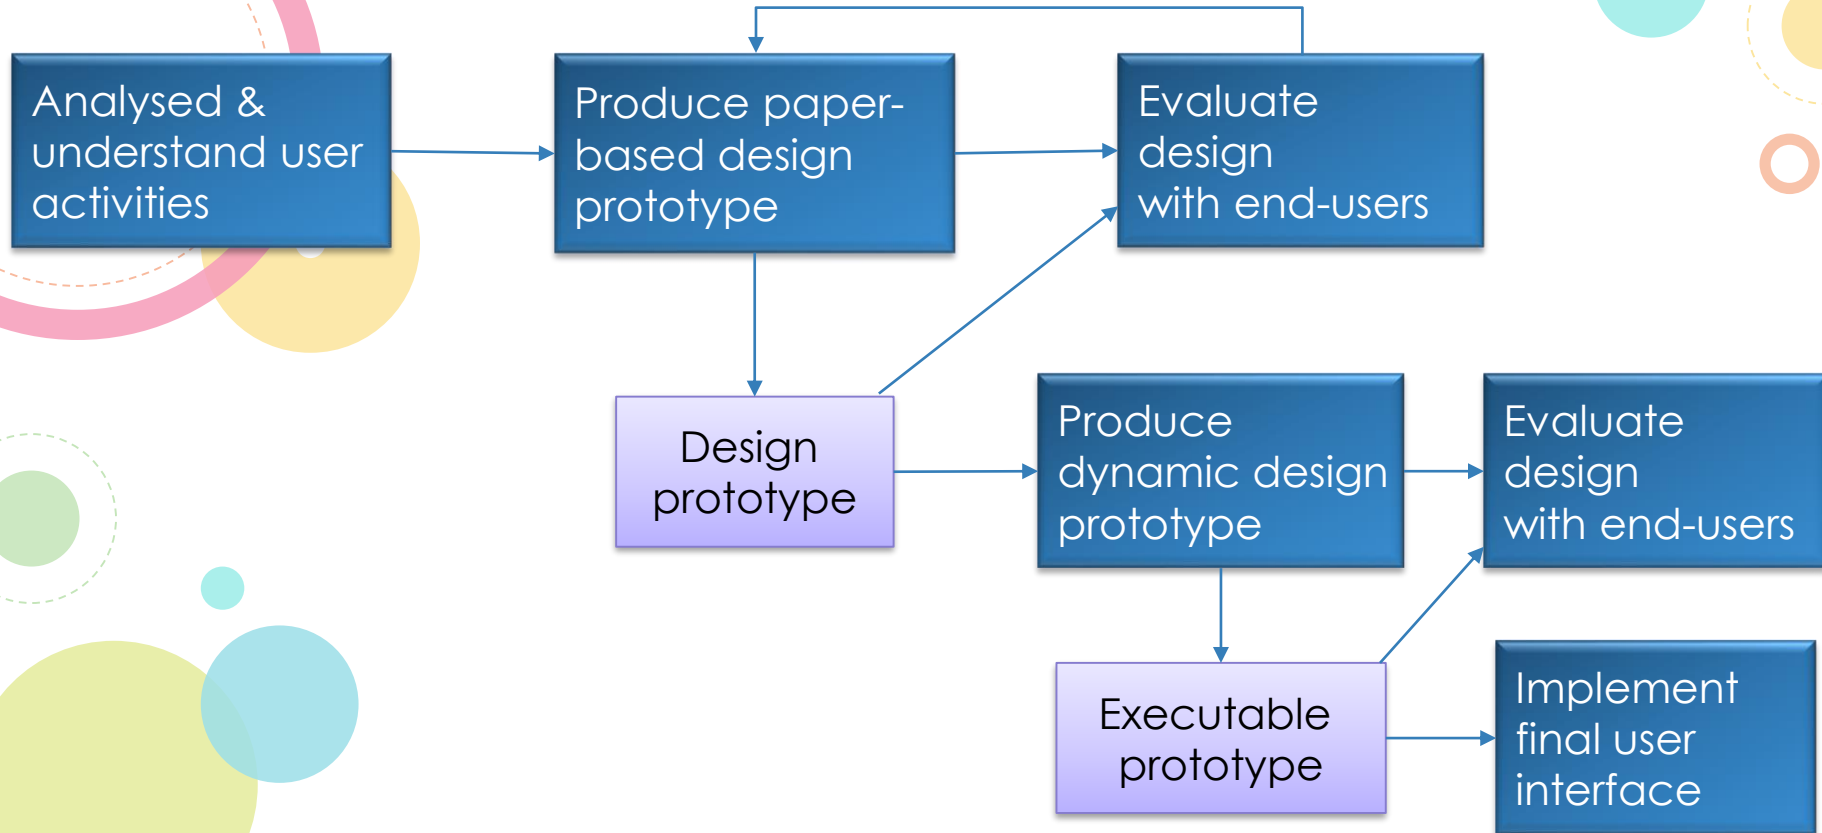 Analysed &
understand user
activities
Produce paper-
based design
prototype
Evaluate
design
with end-users
Design
prototype
Produce
dynamic design
prototype
Evaluate
design
with end-users
Executable
prototype
Implement
final user
interface